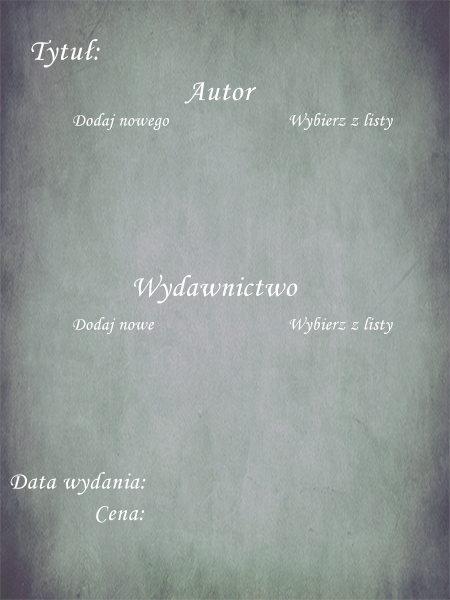 Tytuł:
Autor
Dodaj nowego Wybierz z listy
Wydawnictwo
Dodaj nowe Wybierz z listy
Data wydania:
Cena: